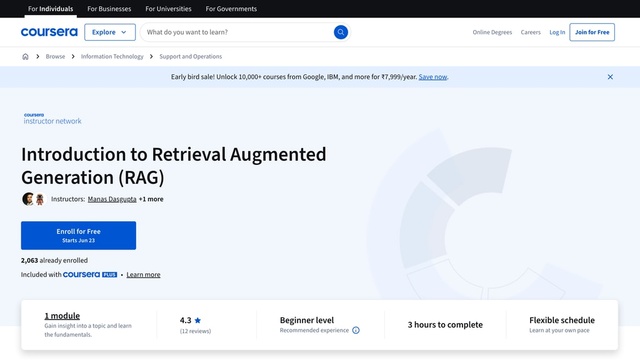 For Individuals For Businesses For Universities For Governments
coursera Explore What do you want to learn? Online Degrees Careers Log In Join for Free
Browse Information Technology Support and Operations
Early bird sale! Unlock 10,000+ courses from Google, IBM, and more for ₹7,999/year. Save now.
coursera
instructor network
Introduction to Retrieval Augmented
Generation (RAG)
Instructors: Manas Dasgupta +1 more
Enroll for Free
Starts Jun 23
2,063 already enrolled
Included with coursera PLUS • Learn more
1 module 4.3 Beginner level 3 hours to complete Flexible schedule
Gain insight into a topic and learn (12 reviews) Recommended experience Learn at your own pace
the fundamentals.